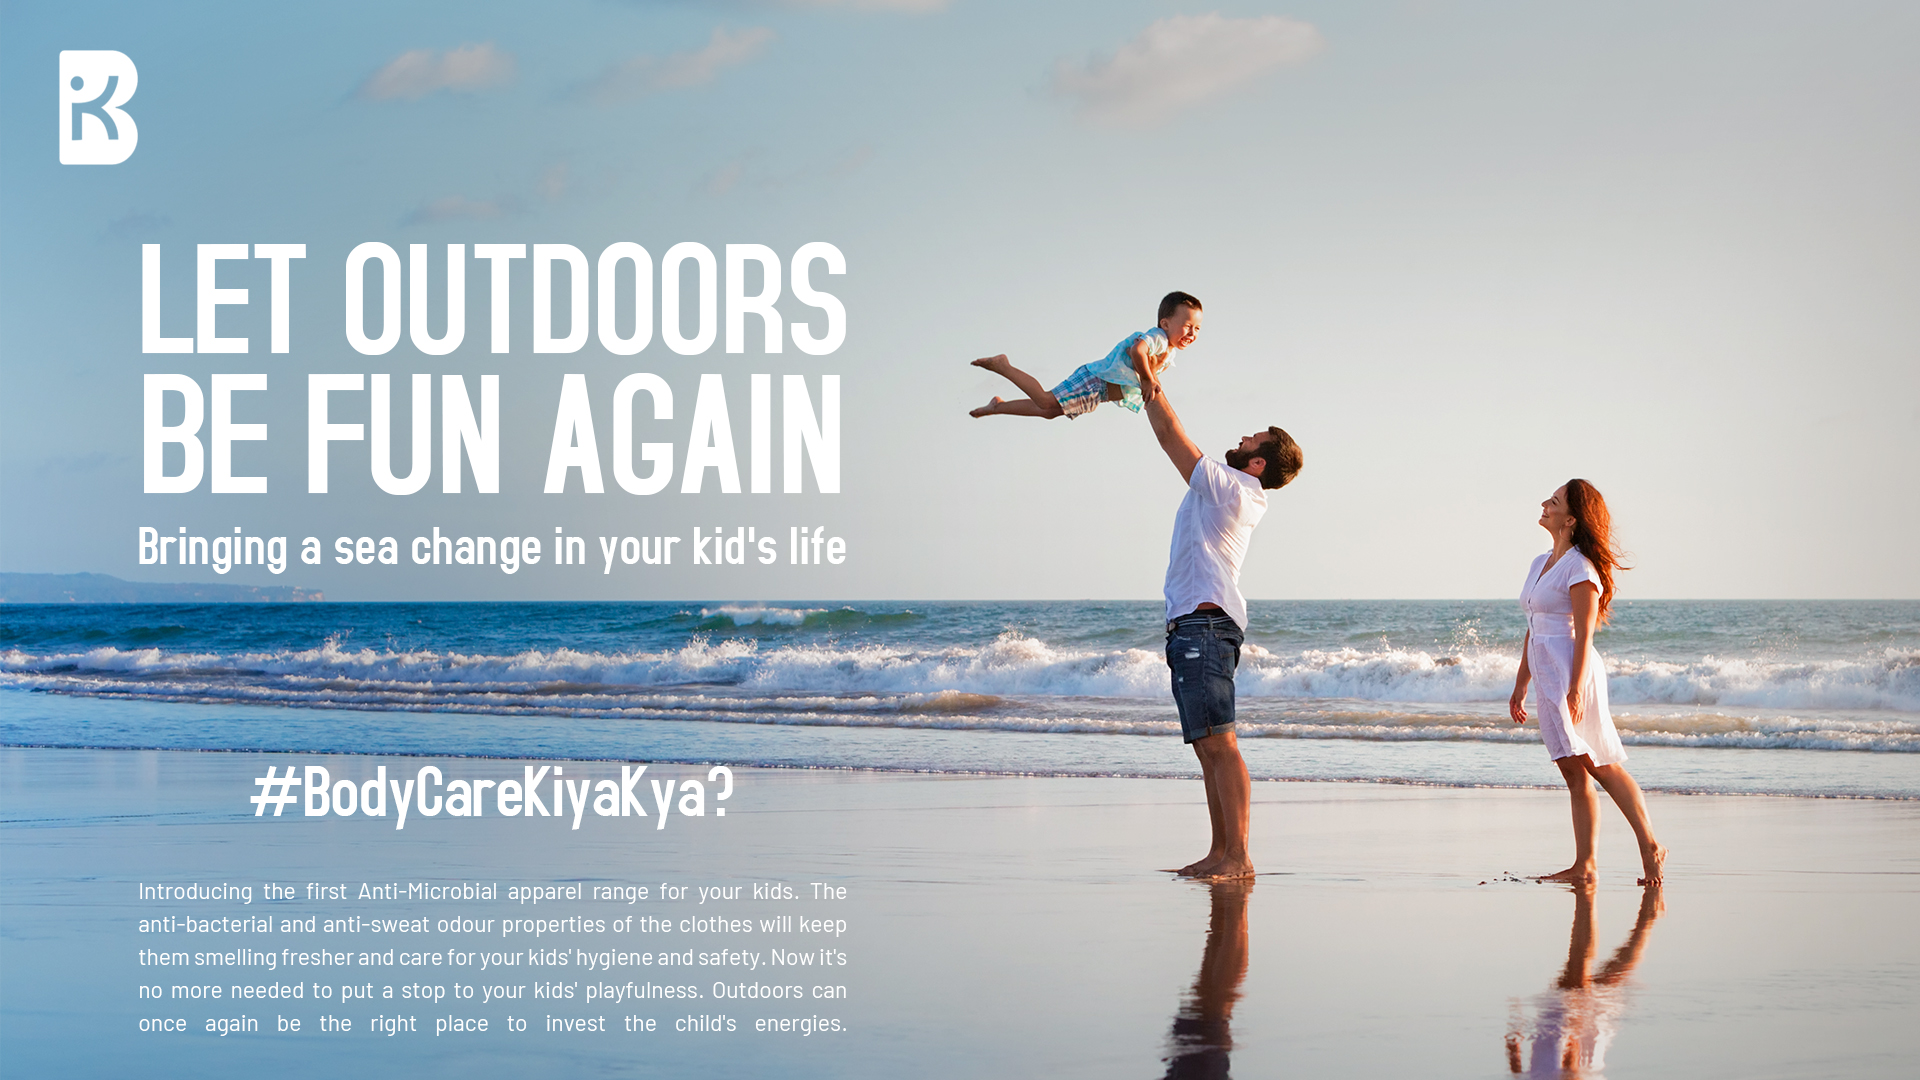 LET OUTDOORS
BE FUN AGAIN
Bringing a sea change in your kid's life
#BodyCareKiyaKya?
Introducing the first Anti-Microbial apparel range for your kids. The
anti-bacterial and anti-sweat odour properties of the clothes will keep
them smelling fresher and care for your kids' hygiene and safety. Now it's
no more needed to put a stop to your kids' playfulness. Outdoors can
once again be the right place to invest the child's energies.